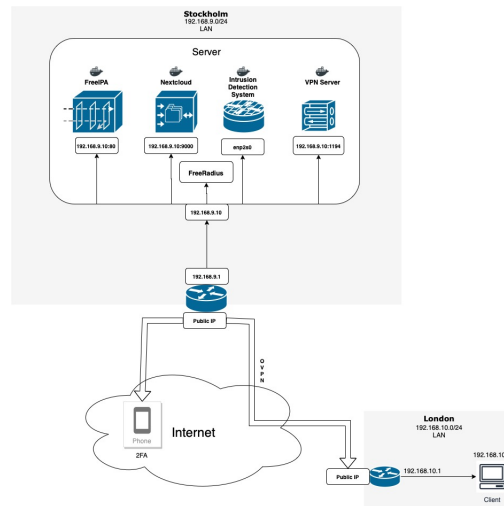 Stockholm
192.168.9.0/24
LAN
Server
FreeIPA
Nextcloud
Intrusion
Detection
System
VPN Server
192.168.9.10:80
192.168.9.10:9000
enp2s0
192.168.9.10:1194
FreeRadius
192.168.9.10
192.168.9.1
Public IP
O
V
P
N
Phone
2FA
Internet
London
192.168.10.0/24
LAN
Public IP
192.168.10.1
192.168.10
Client